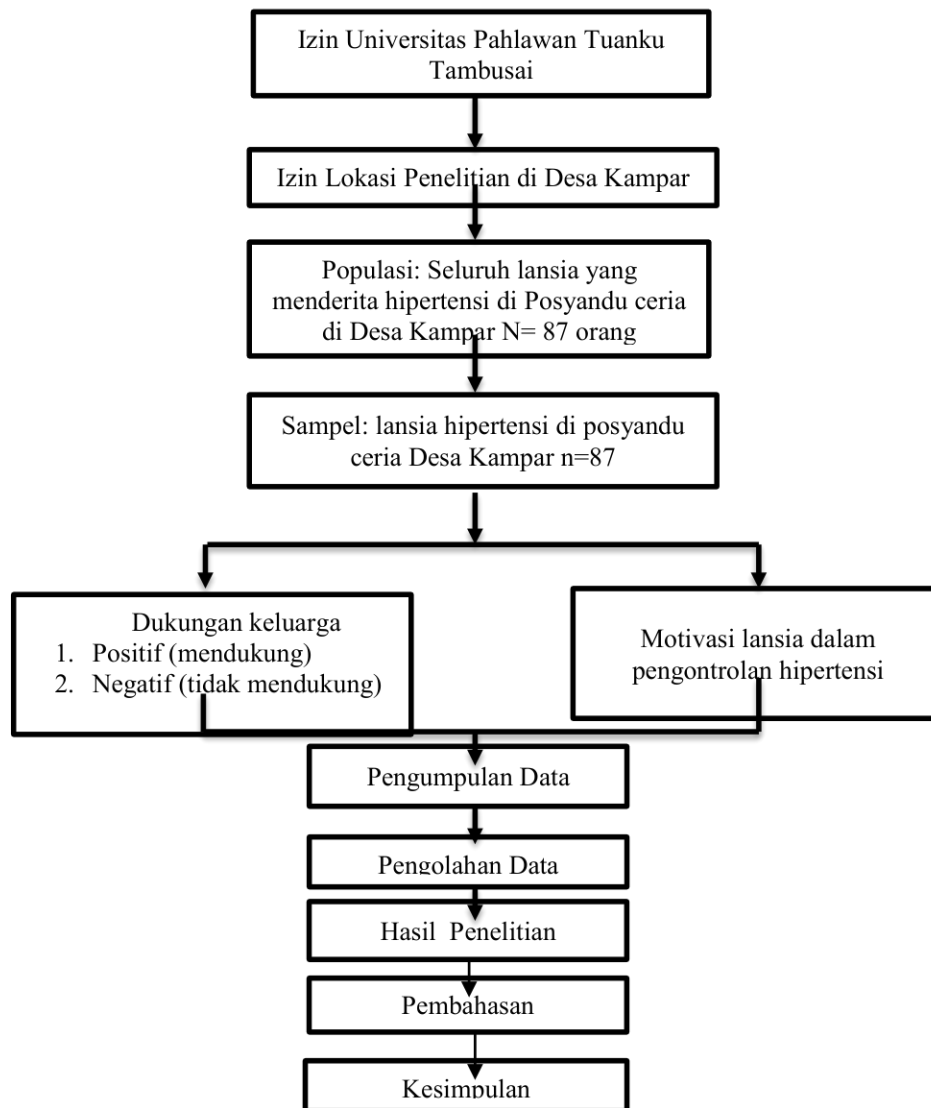 Izin Universitas Pahlawan Tuanku
Tambusai
Izin Lokasi Penelitian di Desa Kampar
Populasi: Seluruh lansia yang
menderita hipertensi di Posyandu ceria
di Desa Kampar N= 87 orang
Sampel: lansia hipertensi di posyandu
ceria Desa Kampar n=87
Dukungan keluarga
1. Positif (mendukung)
2. Negatif (tidak mendukung)
Motivasi lansia dalam
pengontrolan hipertensi
Pengumpulan Data
Pengolahan Data
Hasil Penelitian
Pembahasan
Kesimpulan